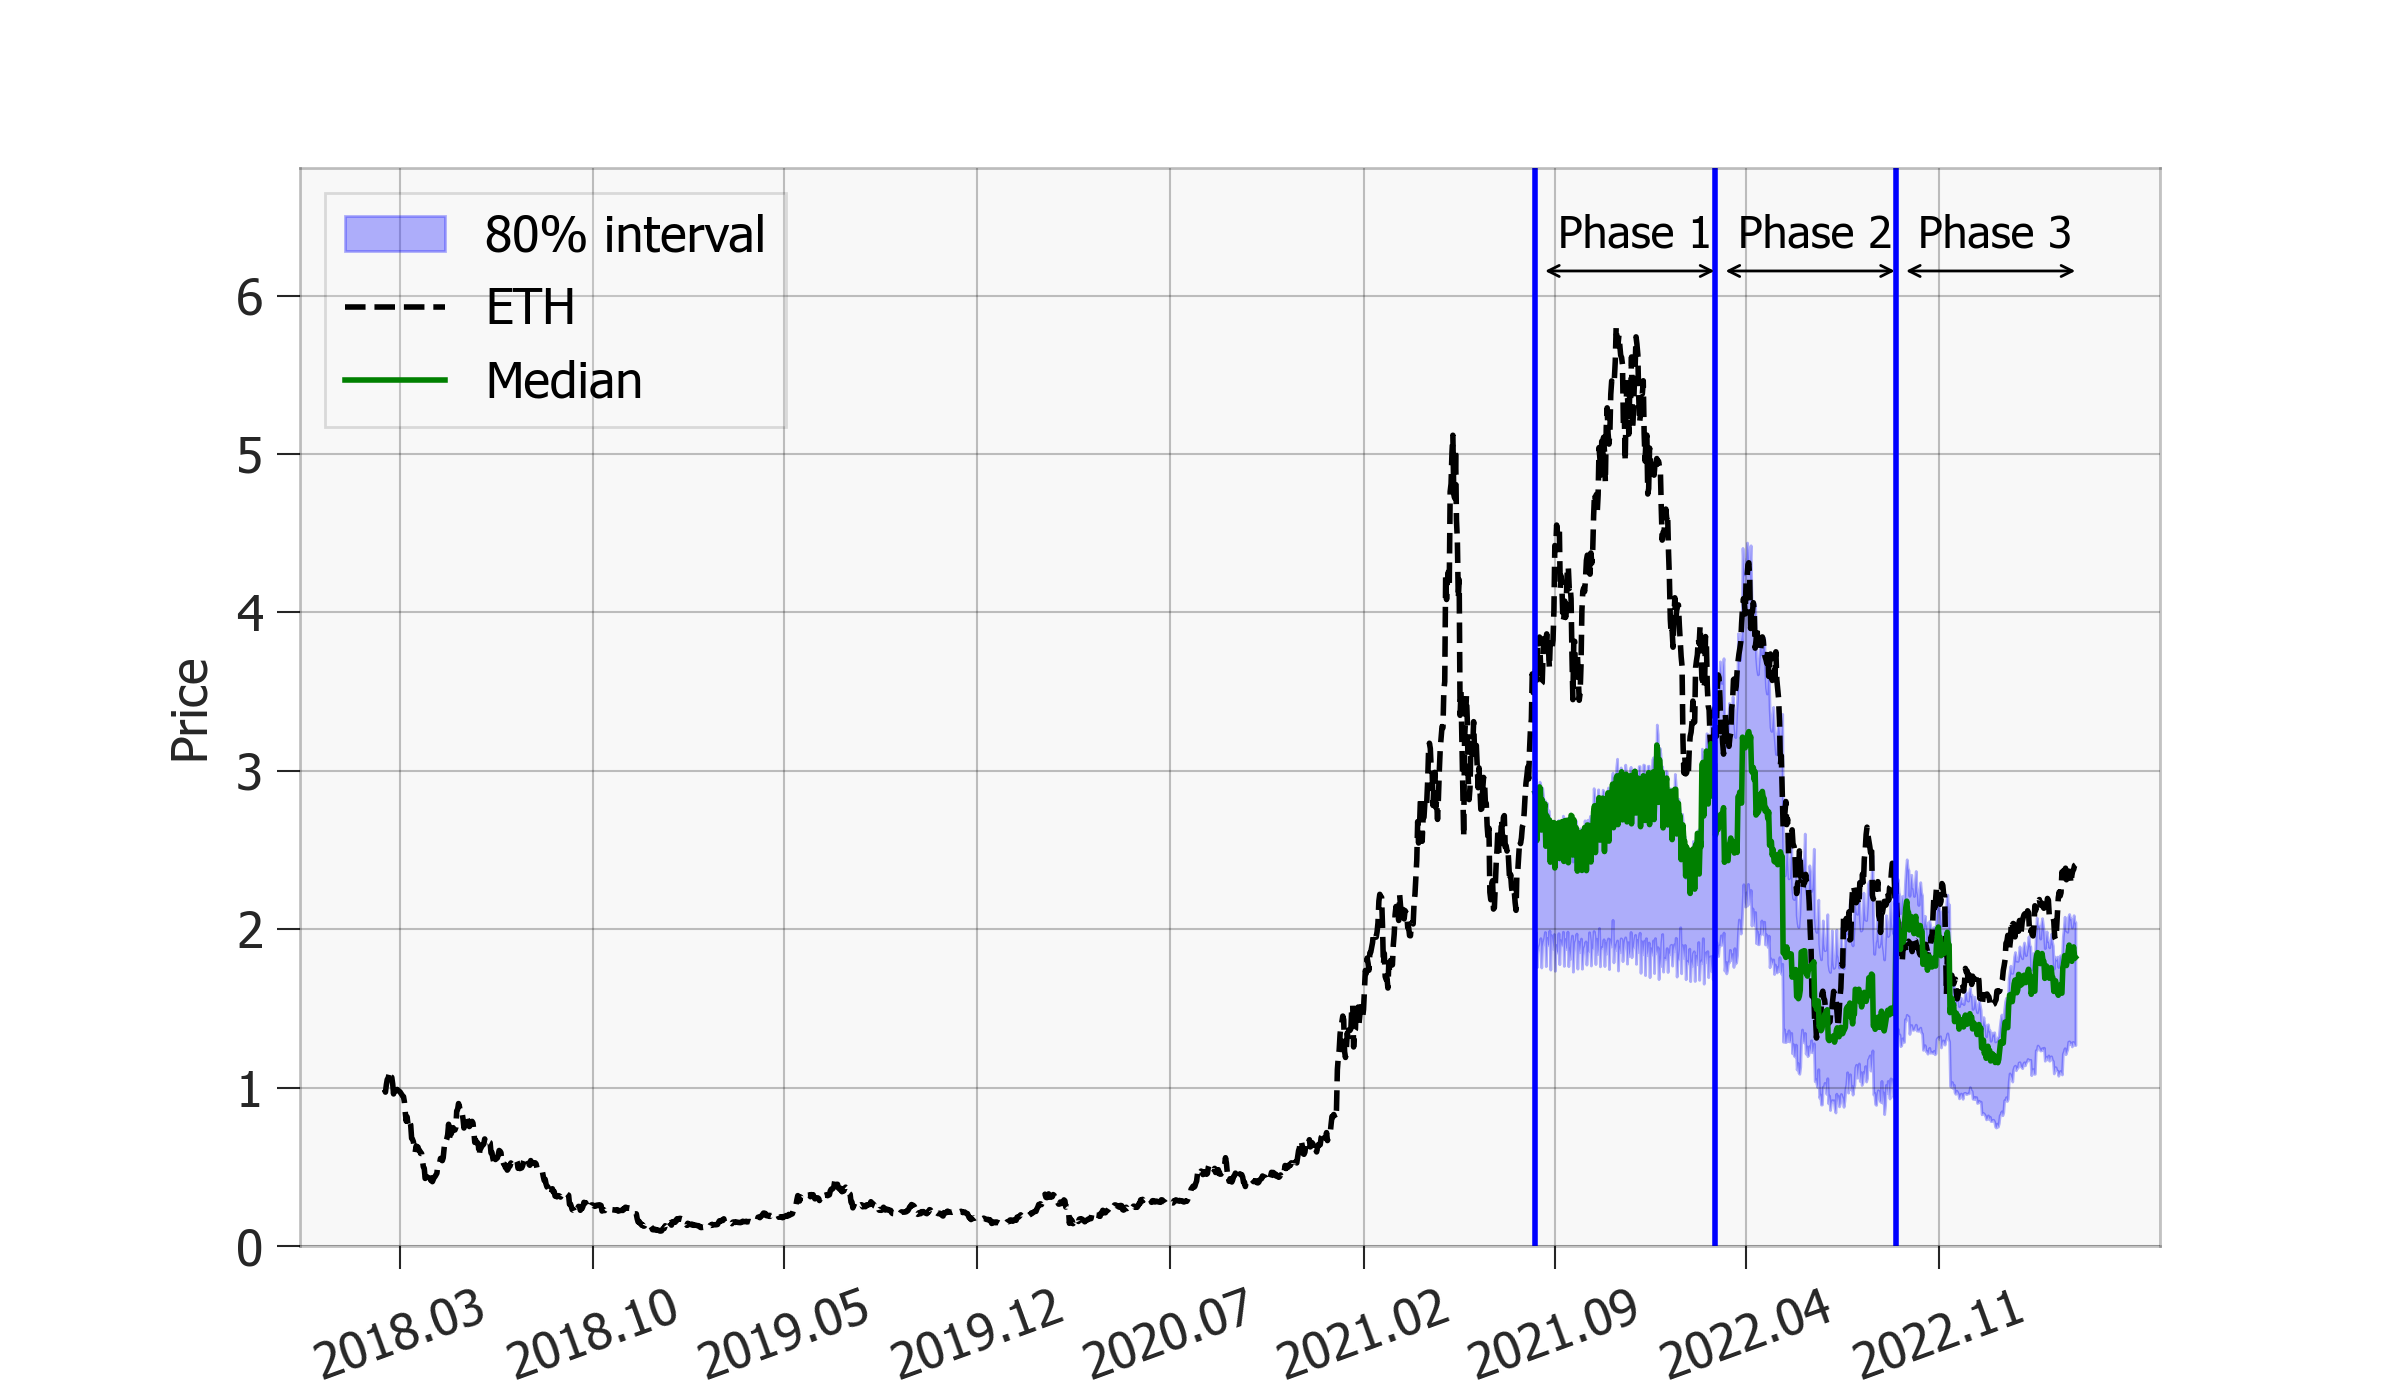 80% interval
ETH
Median
Phase 1
Phase 2
Phase 3
Price
6
5
4
3
2
1
0
2018.03
2018.10
2019.05
2019.12
2020.07
2021.02
2021.09
2022.04
2022.11